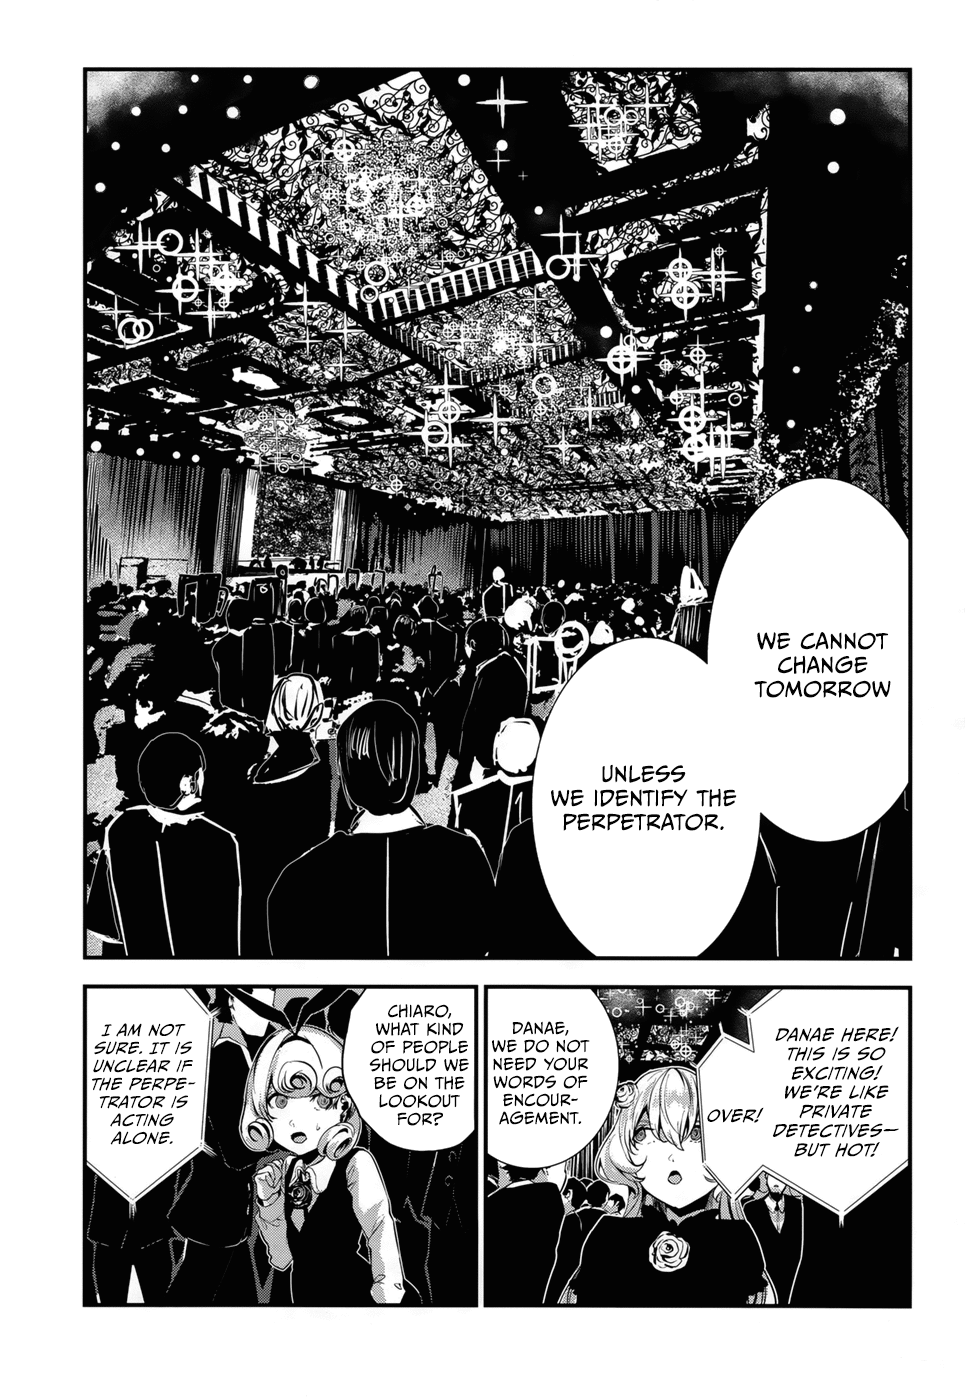 WE CANNOT
CHANGE
TOMORROW
UNLESS
WE IDENTIFY THE
PERPETRATOR.
DANAE HERE!
THIS IS SO
EXCITING!
WE'RE LIKE
PRIVATE
DETECTIVES—
BUT HOT!
OVER!
DANAE,
WE DO NOT
NEED YOUR
WORDS OF
ENCOUR-
AGEMENT.
CHIARO,
WHAT KIND
OF PEOPLE
SHOULD WE
BE ON THE
LOOKOUT
FOR?
I AM NOT
SURE. IT IS
UNCLEAR IF
THE PERPE-
TRATOR IS
ACTING
ALONE.